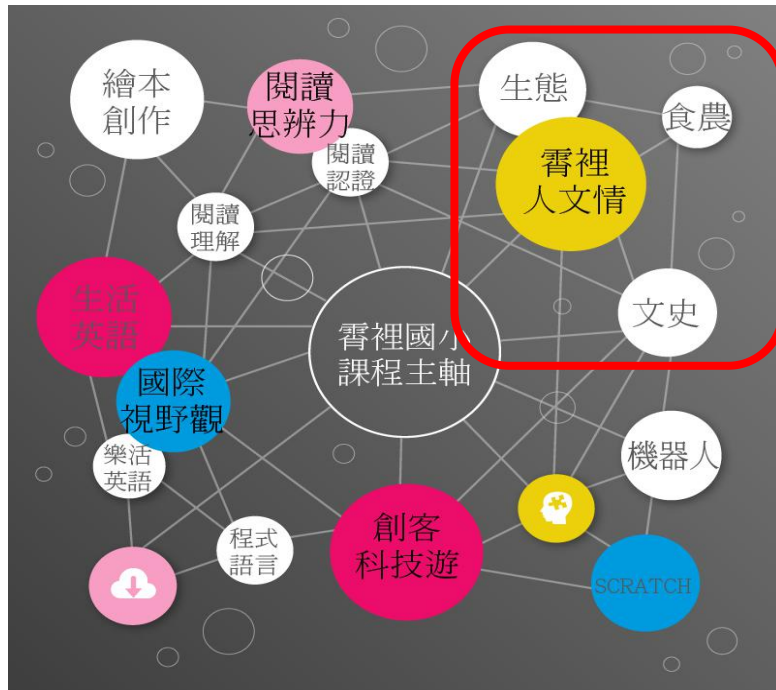 繪本
創作
閱讀
思辨力
閱讀
認證
閱讀
理解
生態
食農
霄裡
人文情
文史
生活
英語
國際
視野觀
樂活
英語
霄裡國小
課程主軸
機器人
創客
科技遊
程式
語言
SCRATCH